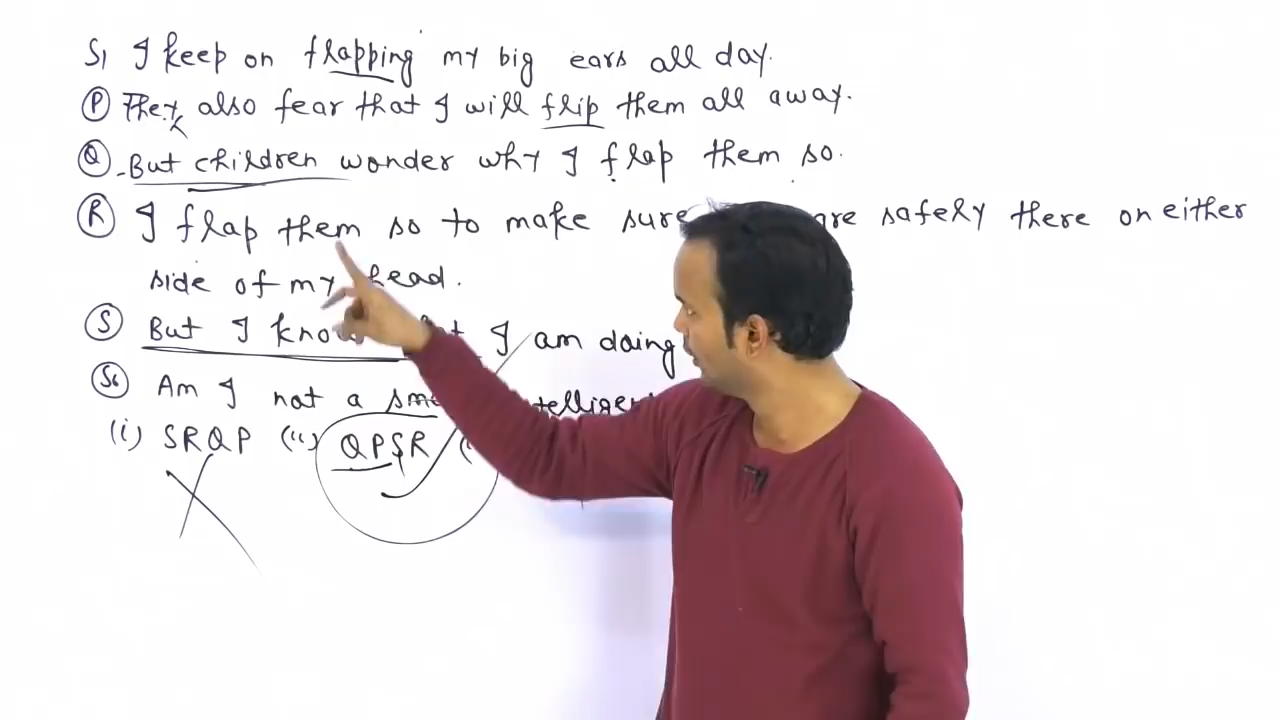 S1 I keep on flapping my big ears all day.
(P) They also fear that I will flip them all away.
(Q) - But children wonder why I flap them so.
(R) I flap them so to make sure are safely there on either
side of my head.
(S) But I know I am doing
(S6) Am I not a
(i) SRQP (ii) QPSR